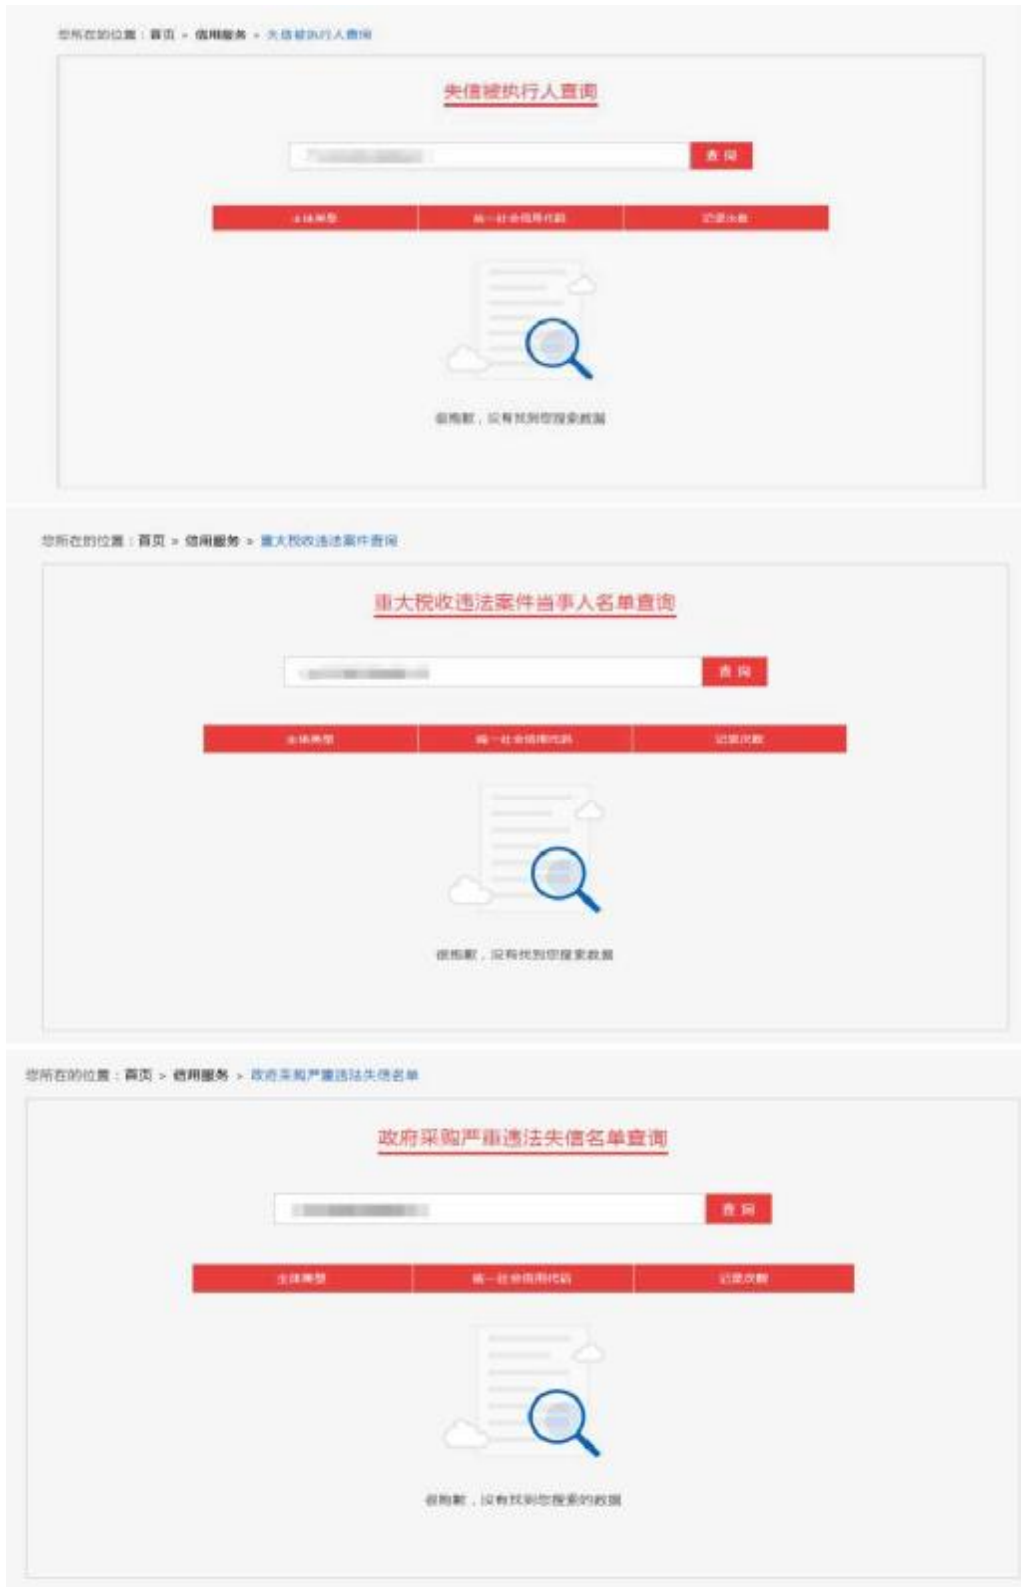 您所在的位置：首页 > 信用服务 > 失信被执行人查询
失信被执行人查询
查 询
主体类型 统一社会信用代码 记录次数
很抱歉，没有找到您搜索数据
您所在的位置：首页 > 信用服务 > 重大税收违法案件查询
重大税收违法案件当事人名单查询
查 询
主体类型 统一社会信用代码 记录次数
很抱歉，没有找到您搜索数据
您所在的位置：首页 > 信用服务 > 政府采购严重违法失信名单
政府采购严重违法失信名单查询
查 询
主体类型 统一社会信用代码 记录次数
很抱歉，没有找到您搜索的数据